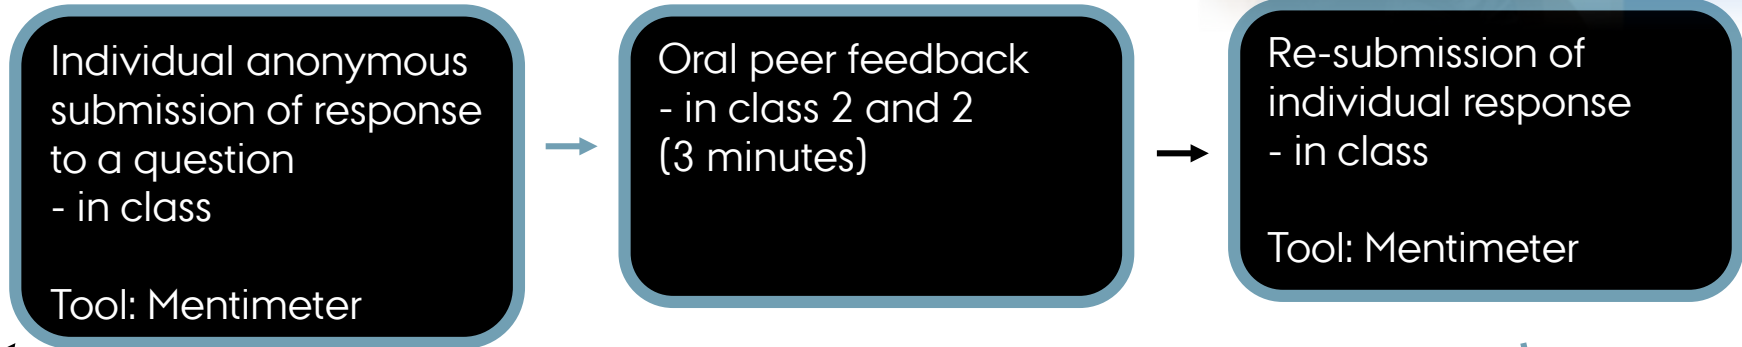 Individual anonymous
submission of response
to a question
- in class
Tool: Mentimeter
Oral peer feedback
- in class 2 and 2
(3 minutes)
Re-submission of
individual response
- in class
Tool: Mentimeter